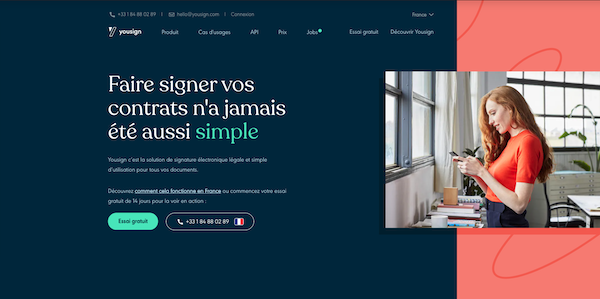 +33 1 84 88 02 89 | hello@yousign.com | Connexion
France
yousign
Produit Cas d'usages API Prix Jobs Essai gratuit Découvrir Yousign
Faire signer vos
contrats n'a jamais
été aussi simple
Yousign c'est la solution de signature électronique légale et simple
d'utilisation pour tous vos documents.
Découvrez comment cela fonctionne en France ou commencez votre essai
gratuit de 14 jours pour la voir en action :
Essai gratuit
+33 1 84 88 02 89